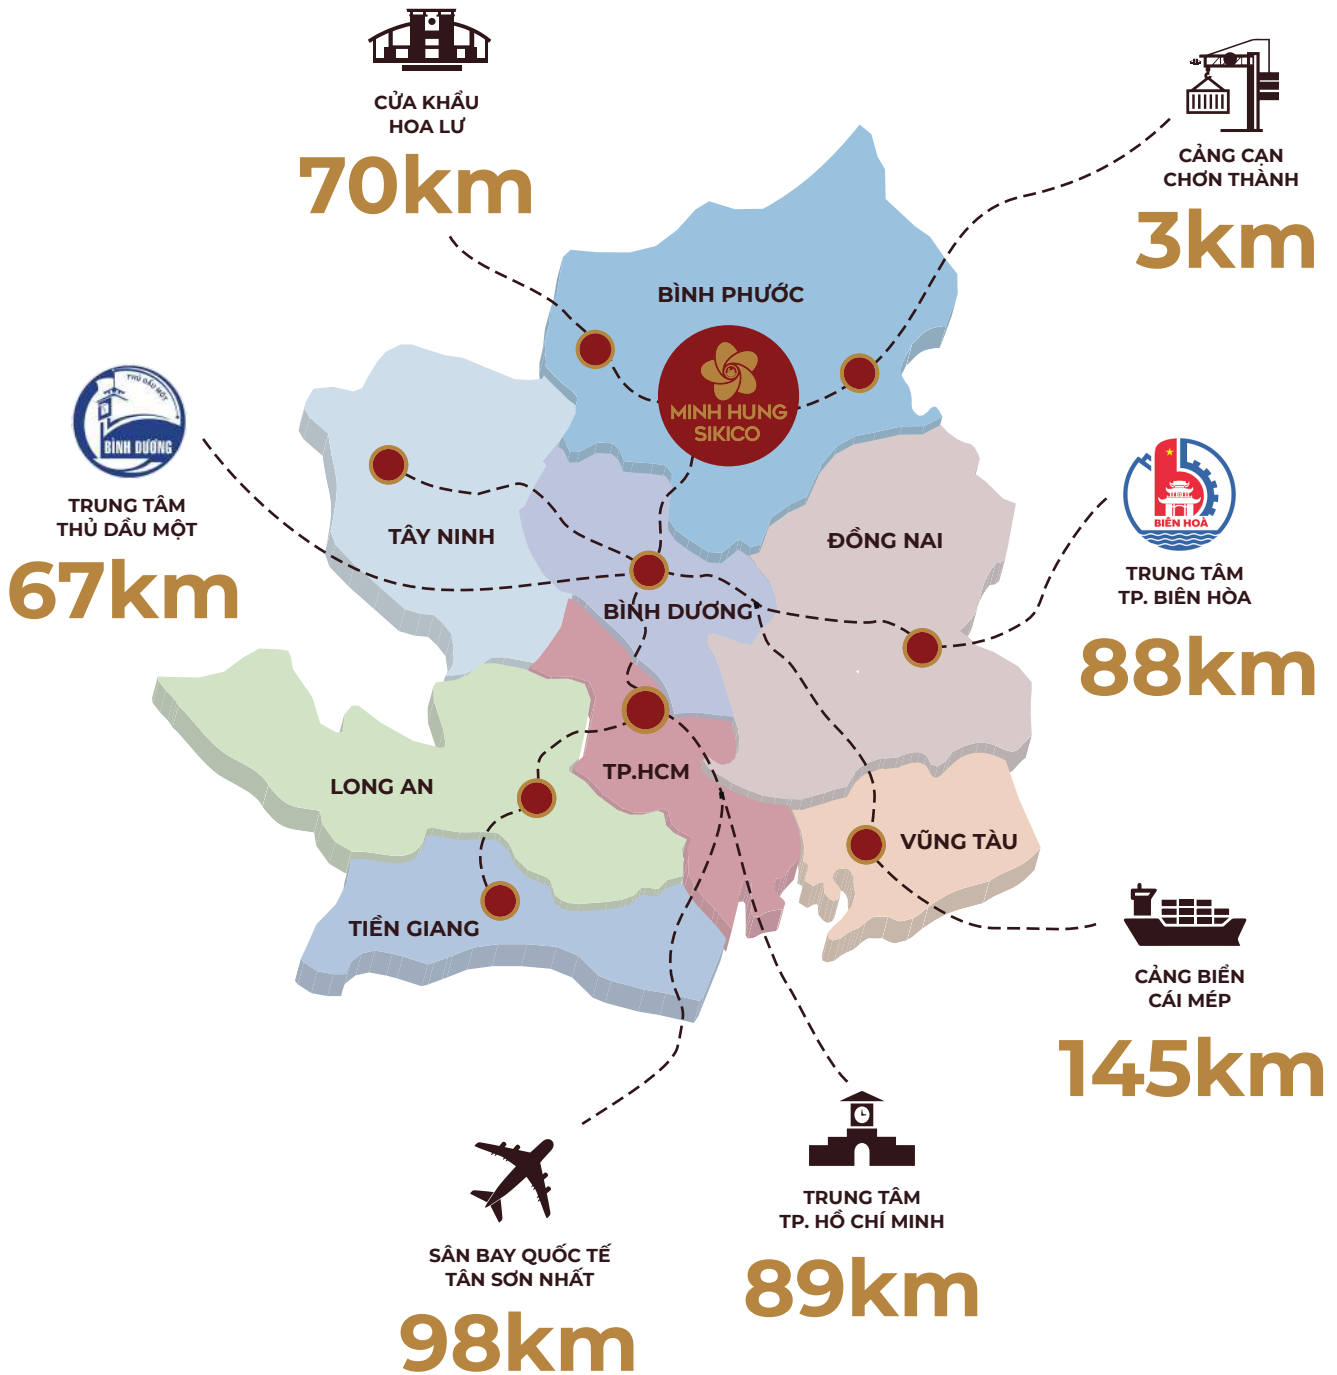 CỬA KHẨU
HOA LƯ
70km
CẢNG CẠN
CHƠN THÀNH
3km
BÌNH PHƯỚC
MINH HUNG
SIKICO
THỦ DẦU MỘT
BÌNH DƯƠNG
TRUNG TÂM
THỦ DẦU MỘT
67km
TÂY NINH
ĐỒNG NAI
BIÊN HOÀ
TRUNG TÂM
TP. BIÊN HÒA
88km
BÌNH DƯƠNG
LONG AN
TP.HCM
VŨNG TÀU
TIỀN GIANG
CẢNG BIỂN
CÁI MÉP
145km
TRUNG TÂM
TP. HỒ CHÍ MINH
89km
SÂN BAY QUỐC TẾ
TÂN SƠN NHẤT
98km